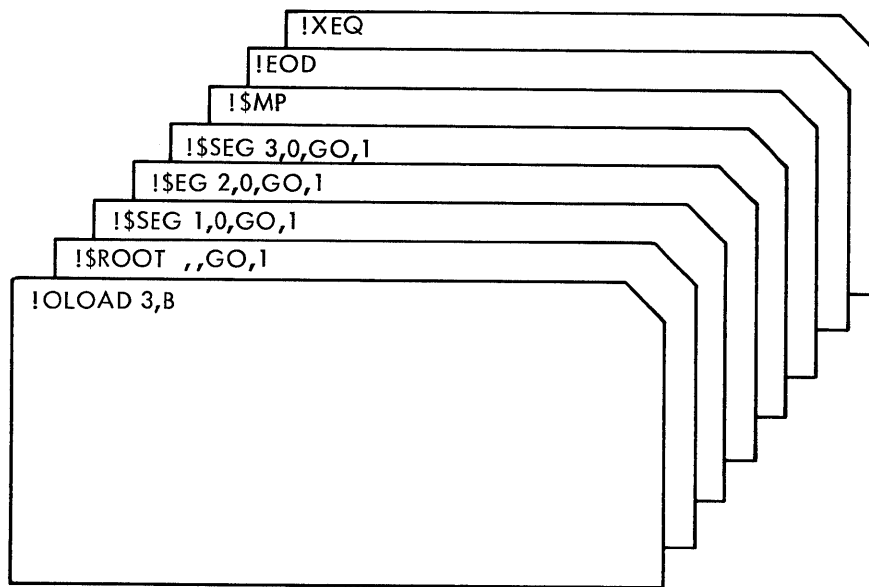 !XEQ
!EOD
!$MP
!$SEG 3,0,GO,1
!$EG 2,0,GO,1
!$SEG 1,0,GO,1
!$ROOT ,,GO,1
!OLOAD 3,B